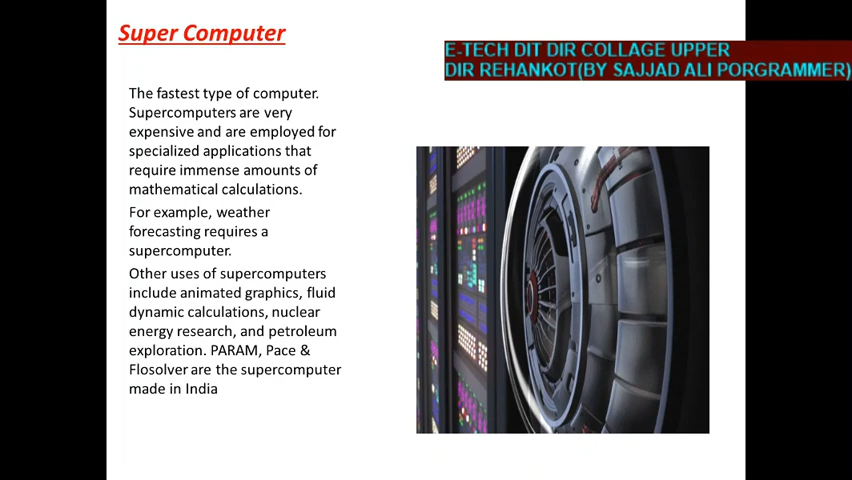 Super Computer
E-TECH DIT DIR COLLAGE UPPER
DIR REHANKOT(BY SAJJAD ALI PORGRAMMER)
The fastest type of computer.
Supercomputers are very
expensive and are employed for
specialized applications that
require immense amounts of
mathematical calculations.
For example, weather
forecasting requires a
supercomputer.
Other uses of supercomputers
include animated graphics, fluid
dynamic calculations, nuclear
energy research, and petroleum
exploration. PARAM, Pace &
Flosolver are the supercomputer
made in India